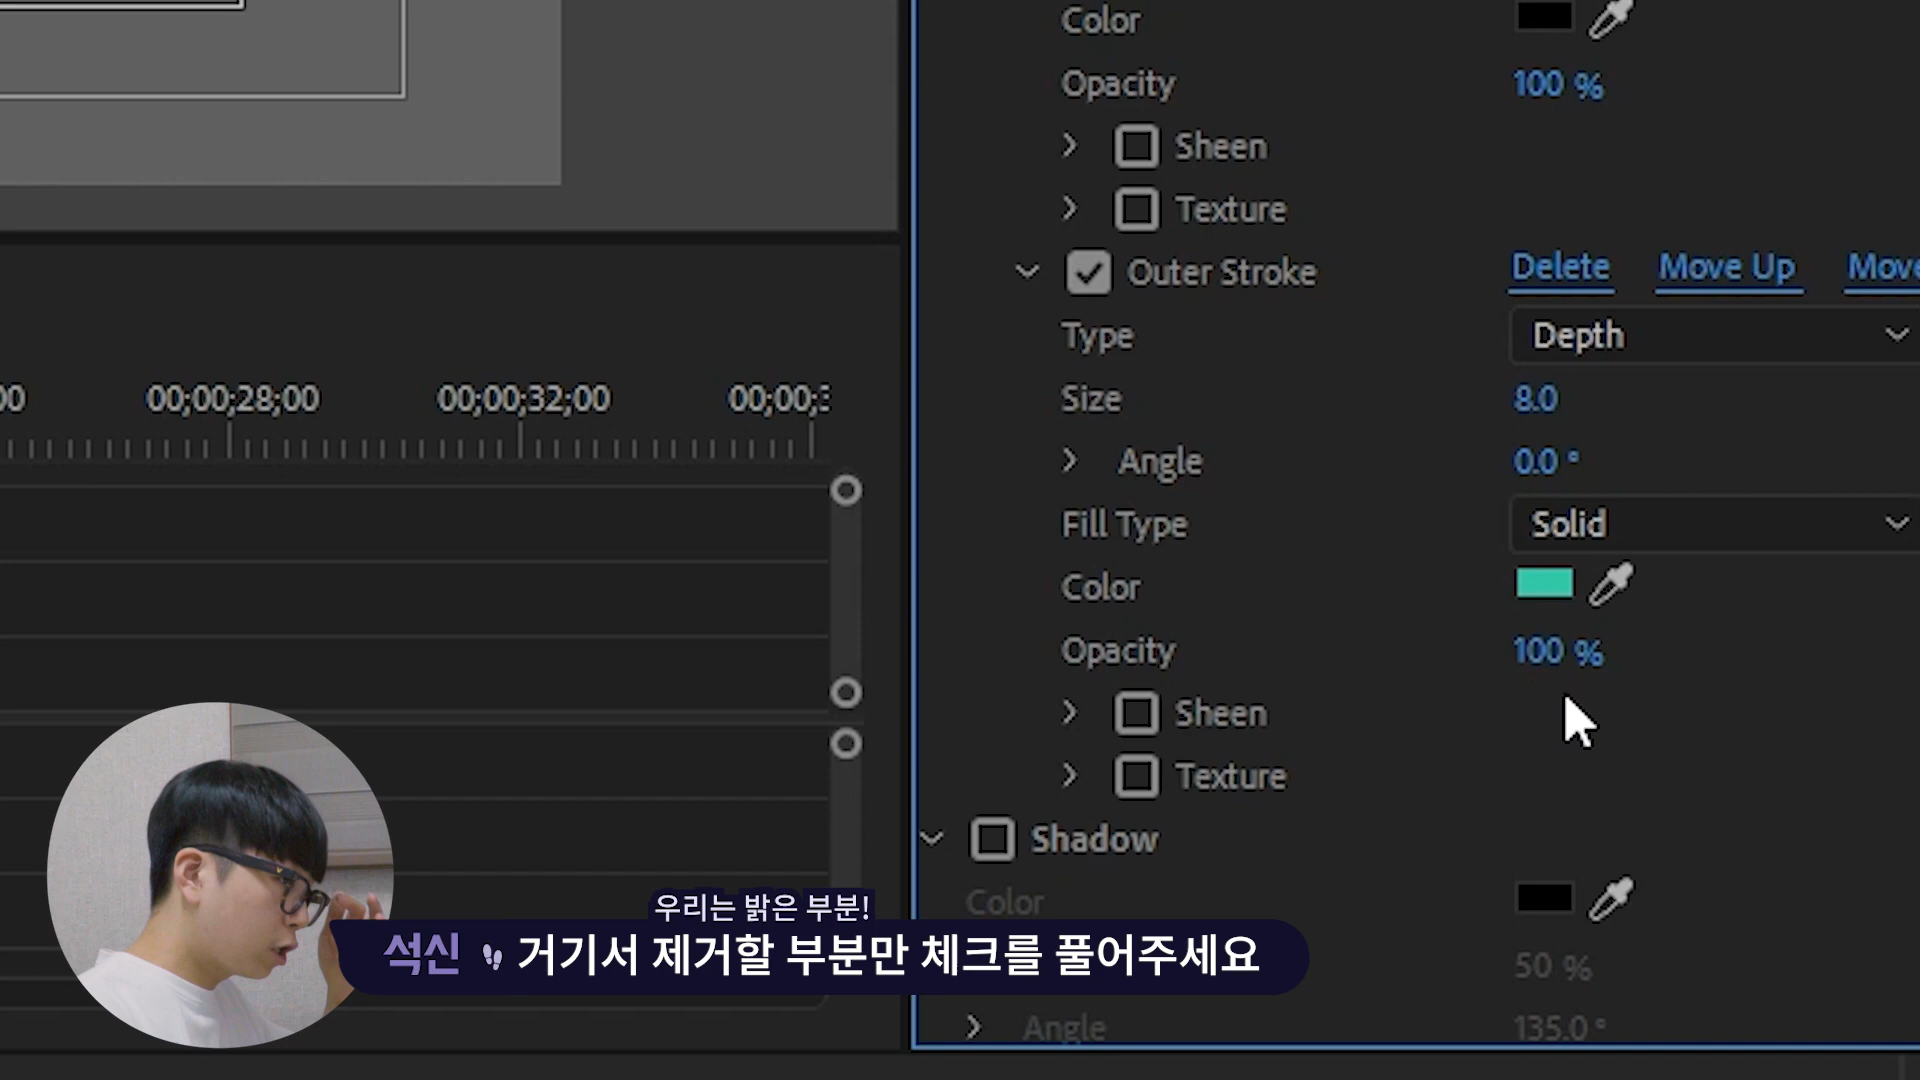 Color
Opacity 100 %
Sheen
Texture
Outer Stroke Delete Move Up Move
Type Depth
Size 8.0
Angle 0.0 °
Fill Type Solid
Color
Opacity 100 %
Sheen
Texture
Shadow
Color
50 %
Angle 135.0 °
00;00;28;00 00;00;32;00
우리는 밝은 부분!
석신 거기서 제거할 부분만 체크를 풀어주세요